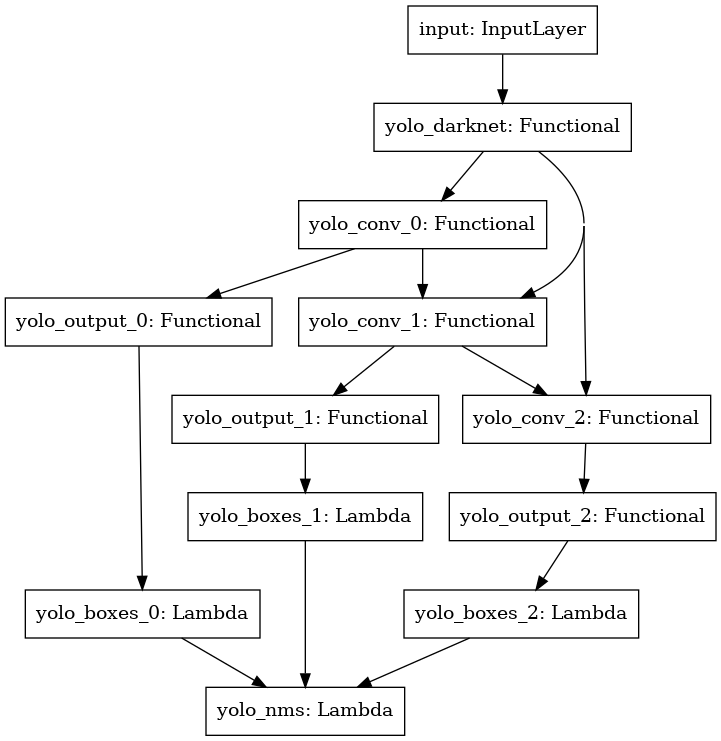 input: InputLayer
yolo_darknet: Functional
yolo_conv_0: Functional
yolo_output_0: Functional
yolo_conv_1: Functional
yolo_output_1: Functional
yolo_conv_2: Functional
yolo_boxes_1: Lambda
yolo_output_2: Functional
yolo_boxes_0: Lambda
yolo_boxes_2: Lambda
yolo_nms: Lambda